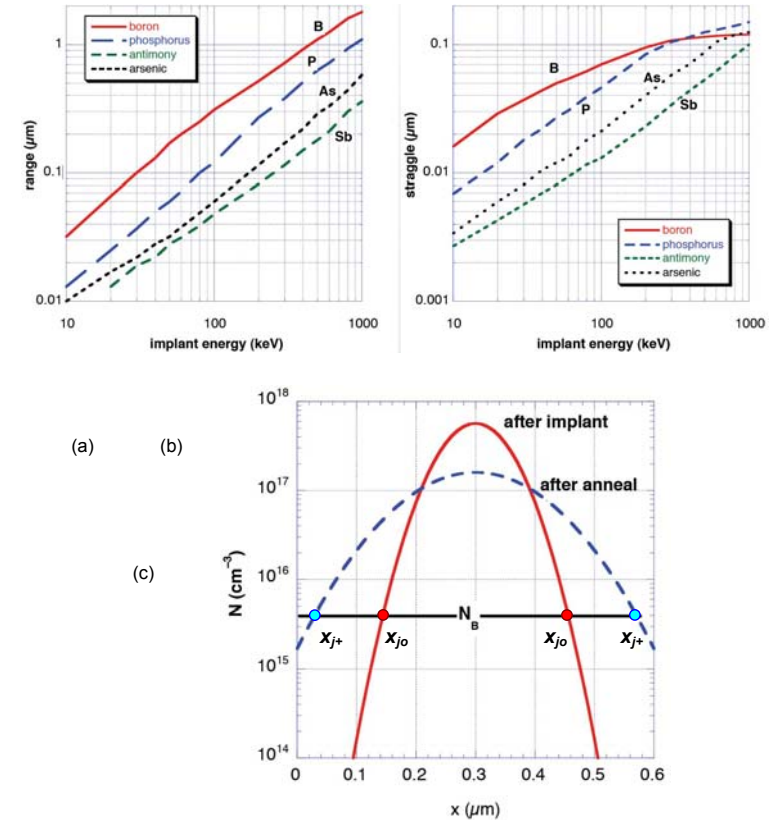 boron
phosphorus
antimony
arsenic
B
P
As
Sb
1
0.1
0.01
range (µm)
10 100 1000
implant energy (keV)
B
As
P
Sb
boron
phosphorus
antimony
arsenic
0.1
0.01
0.001
straggle (µm)
10 100 1000
implant energy (keV)
(a) (b)
(c)
10^18
10^17
10^16
10^15
10^14
N (cm^-3)
after implant
after anneal
N_B
x_j+ x_jo x_jo x_j+
0 0.1 0.2 0.3 0.4 0.5 0.6
x (µm)